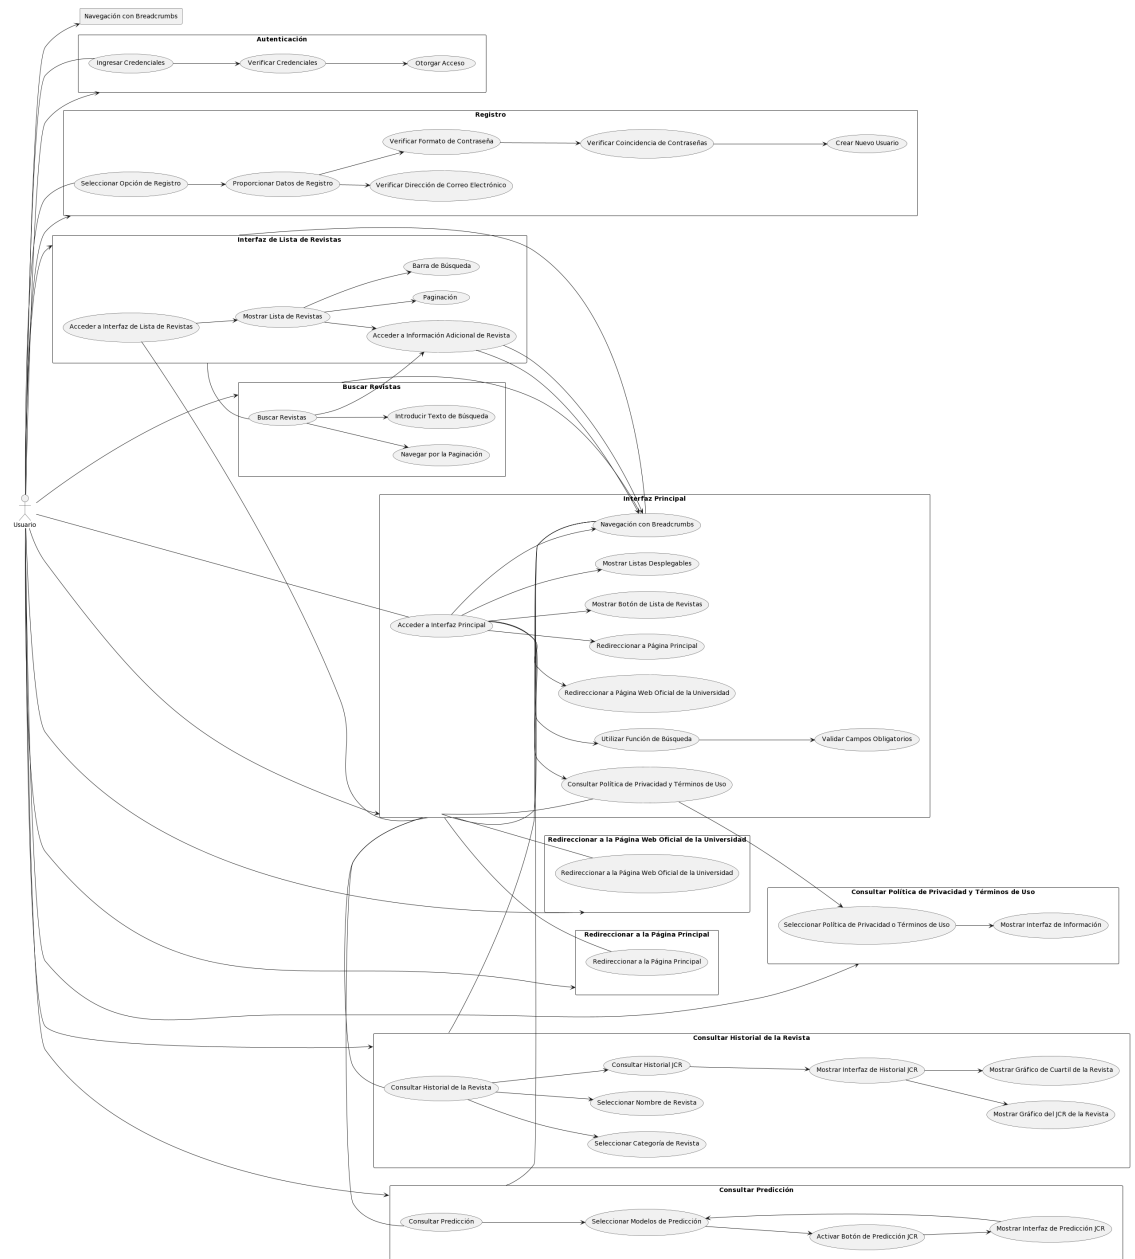 Navegación con Breadcrumbs
Autenticación
Ingresar Credenciales
Verificar Credenciales
Otorgar Acceso
Registro
Verificar Formato de Contraseña
Verificar Coincidencia de Contraseñas
Crear Nuevo Usuario
Seleccionar Opción de Registro
Proporcionar Datos de Registro
Verificar Dirección de Correo Electrónico
Interfaz de Lista de Revistas
Barra de Búsqueda
Paginación
Mostrar Lista de Revistas
Acceder a Interfaz de Lista de Revistas
Acceder a Información Adicional de Revista
Buscar Revistas
Buscar Revistas
Introducir Texto de Búsqueda
Navegar por la Paginación
Usuario
Interfaz Principal
Navegación con Breadcrumbs
Mostrar Listas Desplegables
Mostrar Botón de Lista de Revistas
Acceder a Interfaz Principal
Redireccionar a Página Principal
Redireccionar a Página Web Oficial de la Universidad
Utilizar Función de Búsqueda
Validar Campos Obligatorios
Consultar Política de Privacidad y Términos de Uso
Redireccionar a la Página Web Oficial de la Universidad
Redireccionar a la Página Web Oficial de la Universidad
Consultar Política de Privacidad y Términos de Uso
Seleccionar Política de Privacidad o Términos de Uso
Mostrar Interfaz de Información
Redireccionar a la Página Principal
Redireccionar a la Página Principal
Consultar Historial de la Revista
Consultar Historial JCR
Mostrar Interfaz de Historial JCR
Mostrar Gráfico de Cuartil de la Revista
Consultar Historial de la Revista
Seleccionar Nombre de Revista
Mostrar Gráfico del JCR de la Revista
Seleccionar Categoría de Revista
Consultar Predicción
Consultar Predicción
Seleccionar Modelos de Predicción
Activar Botón de Predicción JCR
Mostrar Interfaz de Predicción JCR